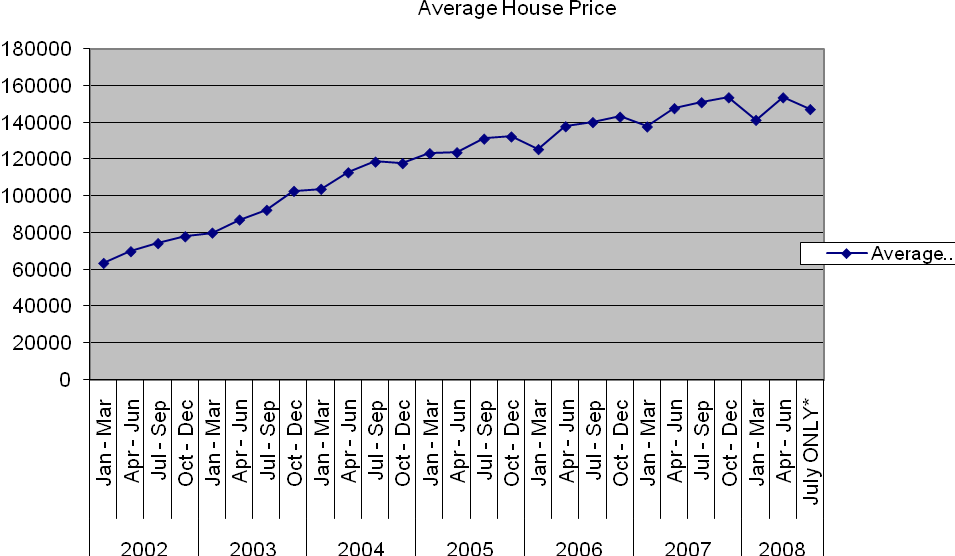 Average House Price
180000
160000
140000
120000
100000
80000
60000
40000
20000
0
Average..
Jan - Mar
Apr - Jun
Jul - Sep
Oct - Dec
Jan - Mar
Apr - Jun
Jul - Sep
Oct - Dec
Jan - Mar
Apr - Jun
Jul - Sep
Oct - Dec
Jan - Mar
Apr - Jun
Jul - Sep
Oct - Dec
Jan - Mar
Apr - Jun
Jul - Sep
Oct - Dec
Jan - Mar
Apr - Jun
Jul - Sep
Oct - Dec
Jan - Mar
Apr - Jun
July ONLY*
2002 2003 2004 2005 2006 2007 2008